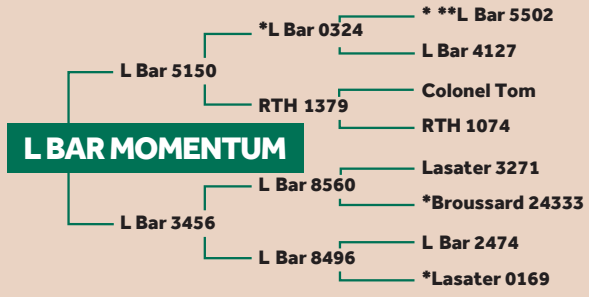 * **L Bar 5502
*L Bar 0324
L Bar 4127
L Bar 5150
Colonel Tom
RTH 1379
RTH 1074
L BAR MOMENTUM
Lasater 3271
L Bar 8560
*Broussard 24333
L Bar 3456
L Bar 2474
L Bar 8496
*Lasater 0169